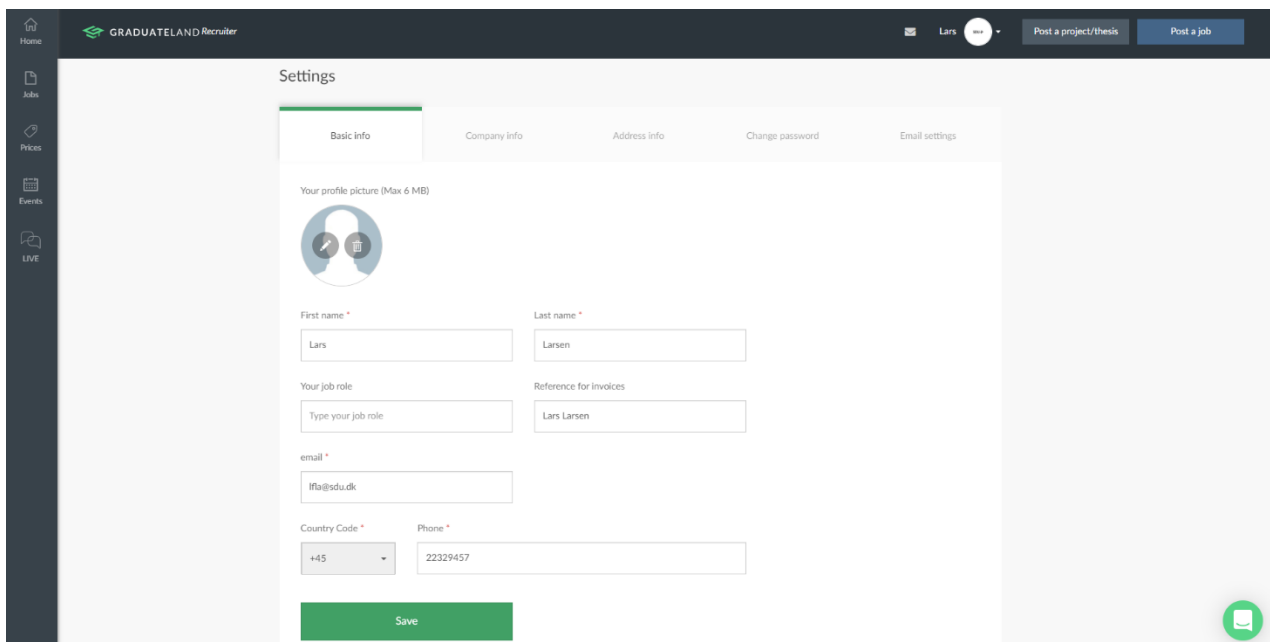 Home
GRADUATELAND Recruiter
Lars
Post a project/thesis
Post a job
Jobs
Prices
Events
LIVE
Settings
Basic info
Company info
Address info
Change password
Email settings
Your profile picture (Max 6 MB)
First name *
Last name *
Lars
Larsen
Your job role
Reference for invoices
Type your job role
Lars Larsen
email *
lfla@sdu.dk
Country Code *
Phone *
+45
22329457
Save